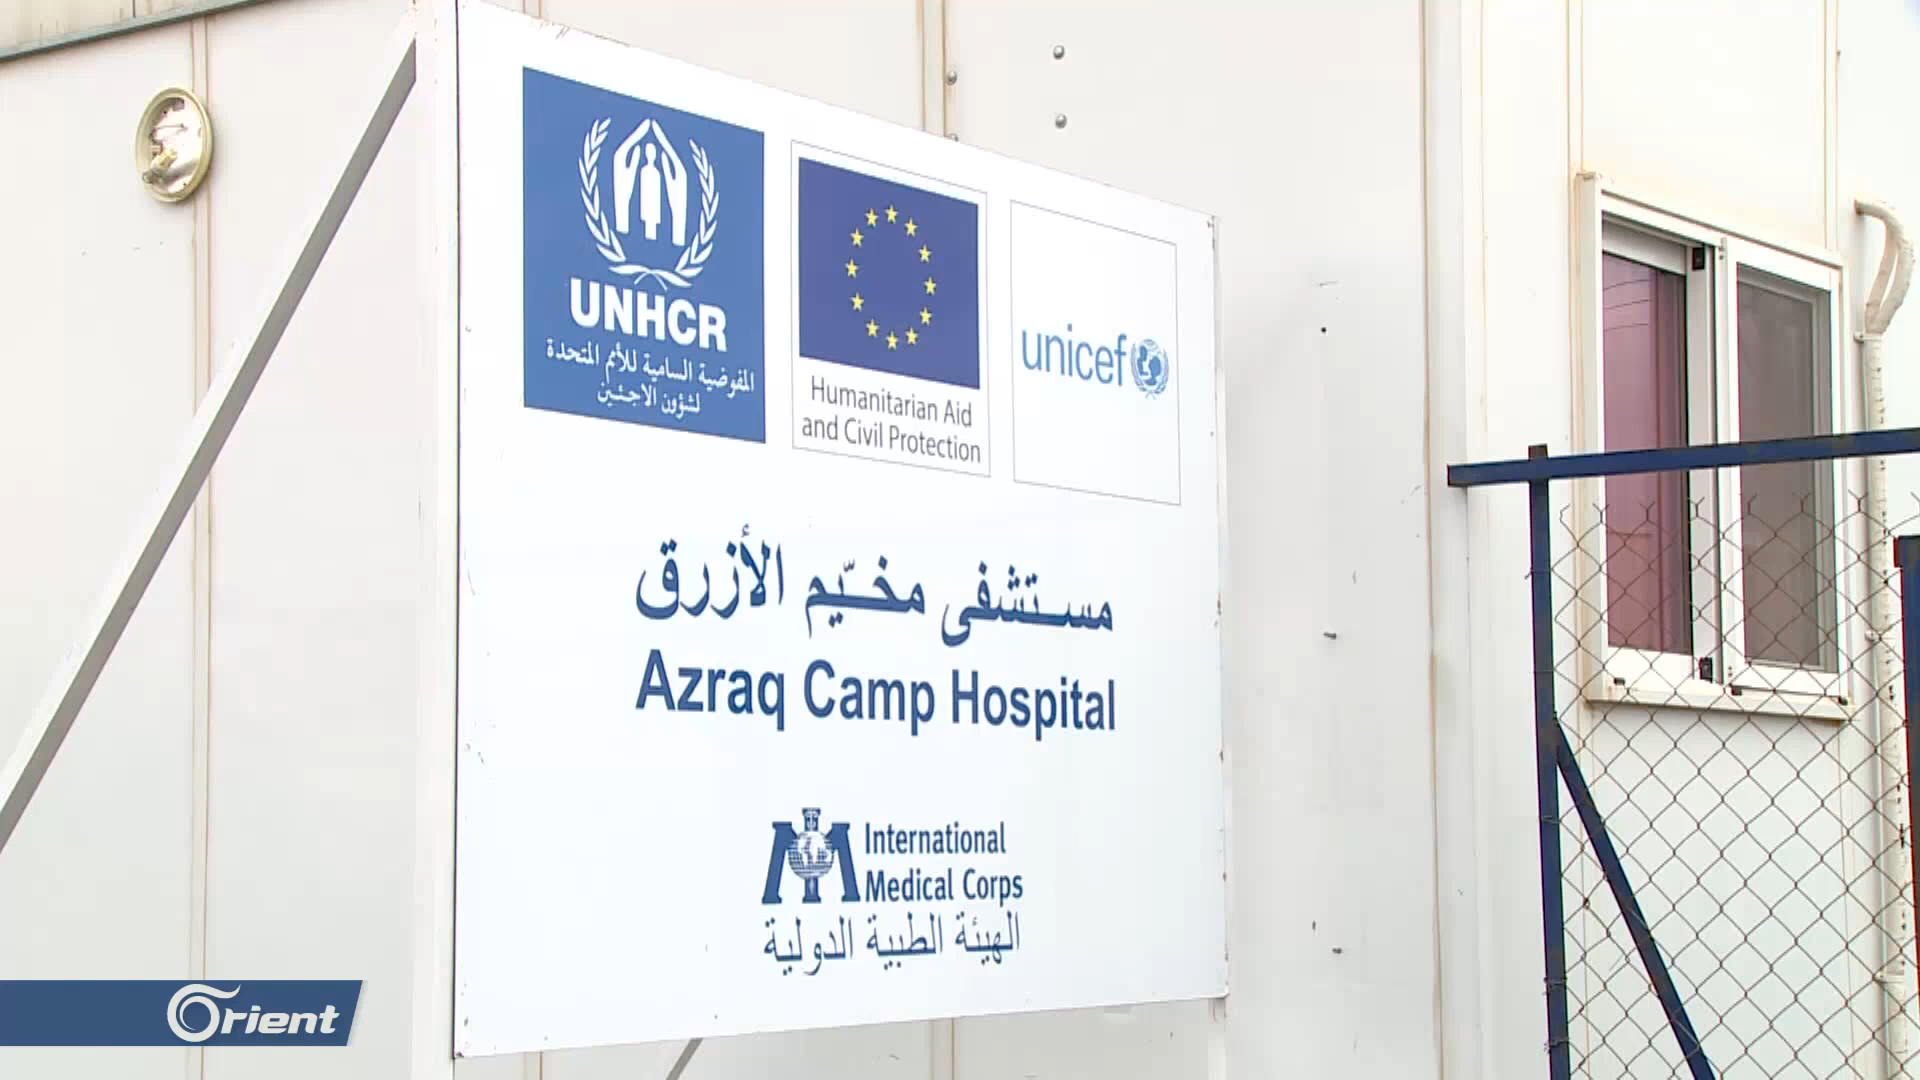 UNHCR
المفوضية السامية للأمم المتحدة
لشؤون الاجئين
Humanitarian Aid
and Civil Protection
unicef
مستشفى مخيّم الأزرق
Azraq Camp Hospital
International
Medical Corps
الهيئة الطبية الدولية
Orient